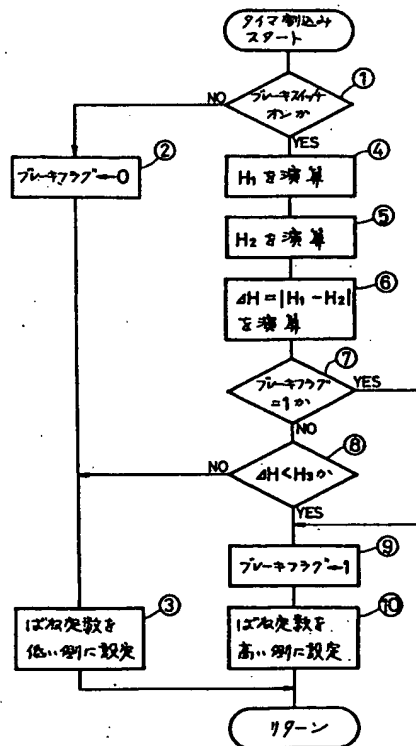 タイマ割込み
スタート
①
ブレーキスイッチ
オンか
NO
YES
②
ブレーキフラグ←0
④
H₁を演算
⑤
H₂を演算
⑥
ΔH=|H₁-H₂|
を演算
⑦
ブレーキフラグ
=1か
YES
NO
⑧
ΔH<H₃か
NO
YES
⑨
ブレーキフラグ←1
③
ばね定数を
低い側に設定
⑩
ばね定数を
高い側に設定
リターン